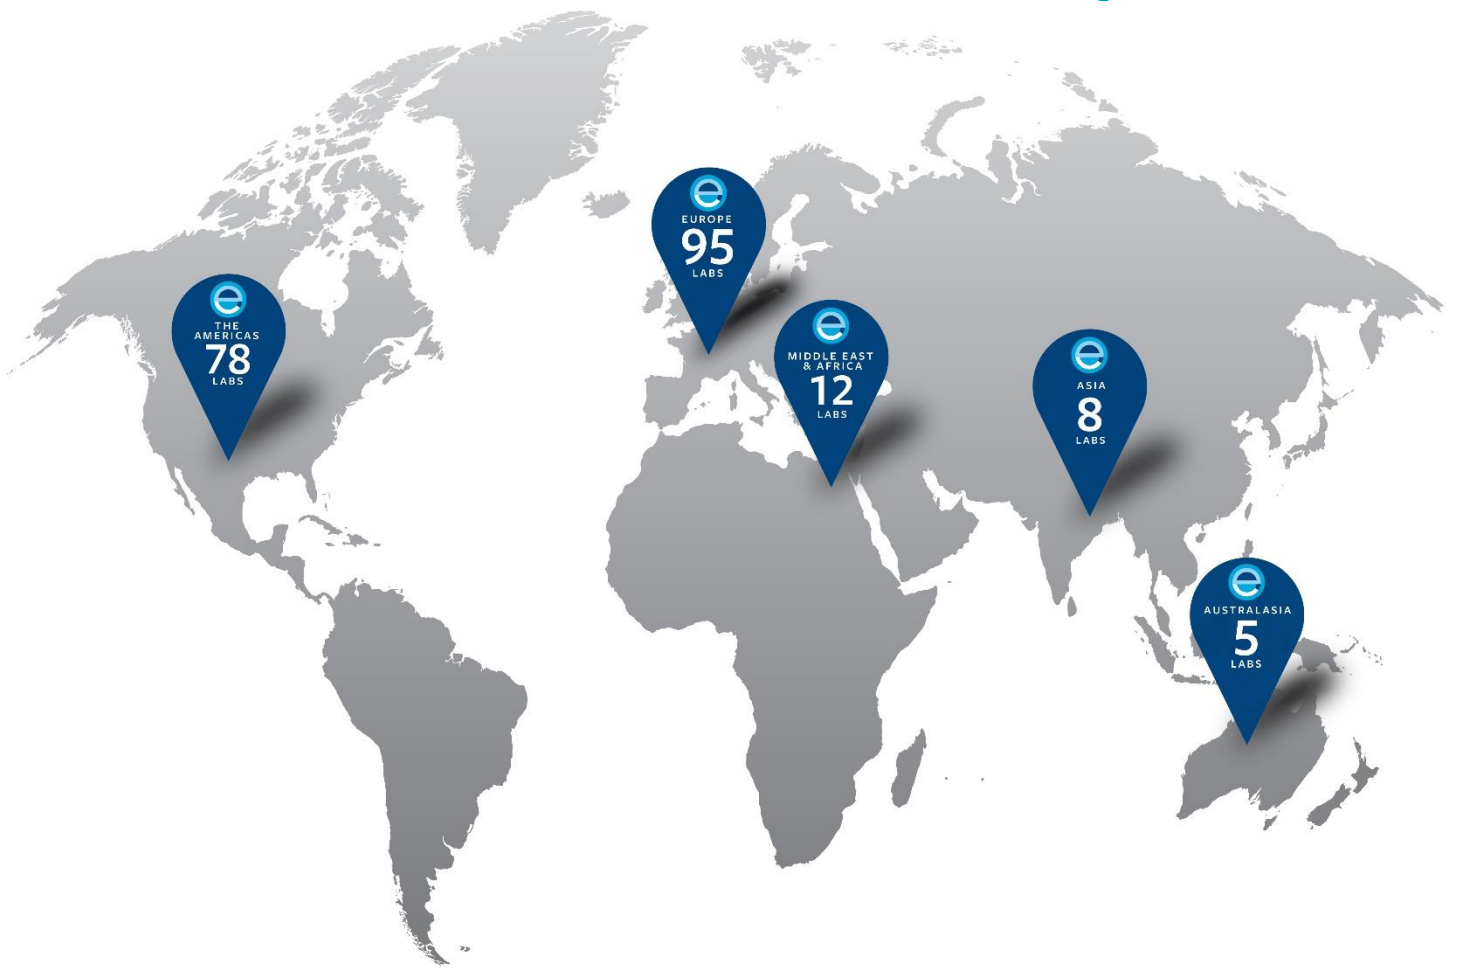 EUROPE
95
LABS
THE
AMERICAS
78
LABS
MIDDLE EAST
& AFRICA
12
LABS
ASIA
8
LABS
AUSTRALASIA
5
LABS